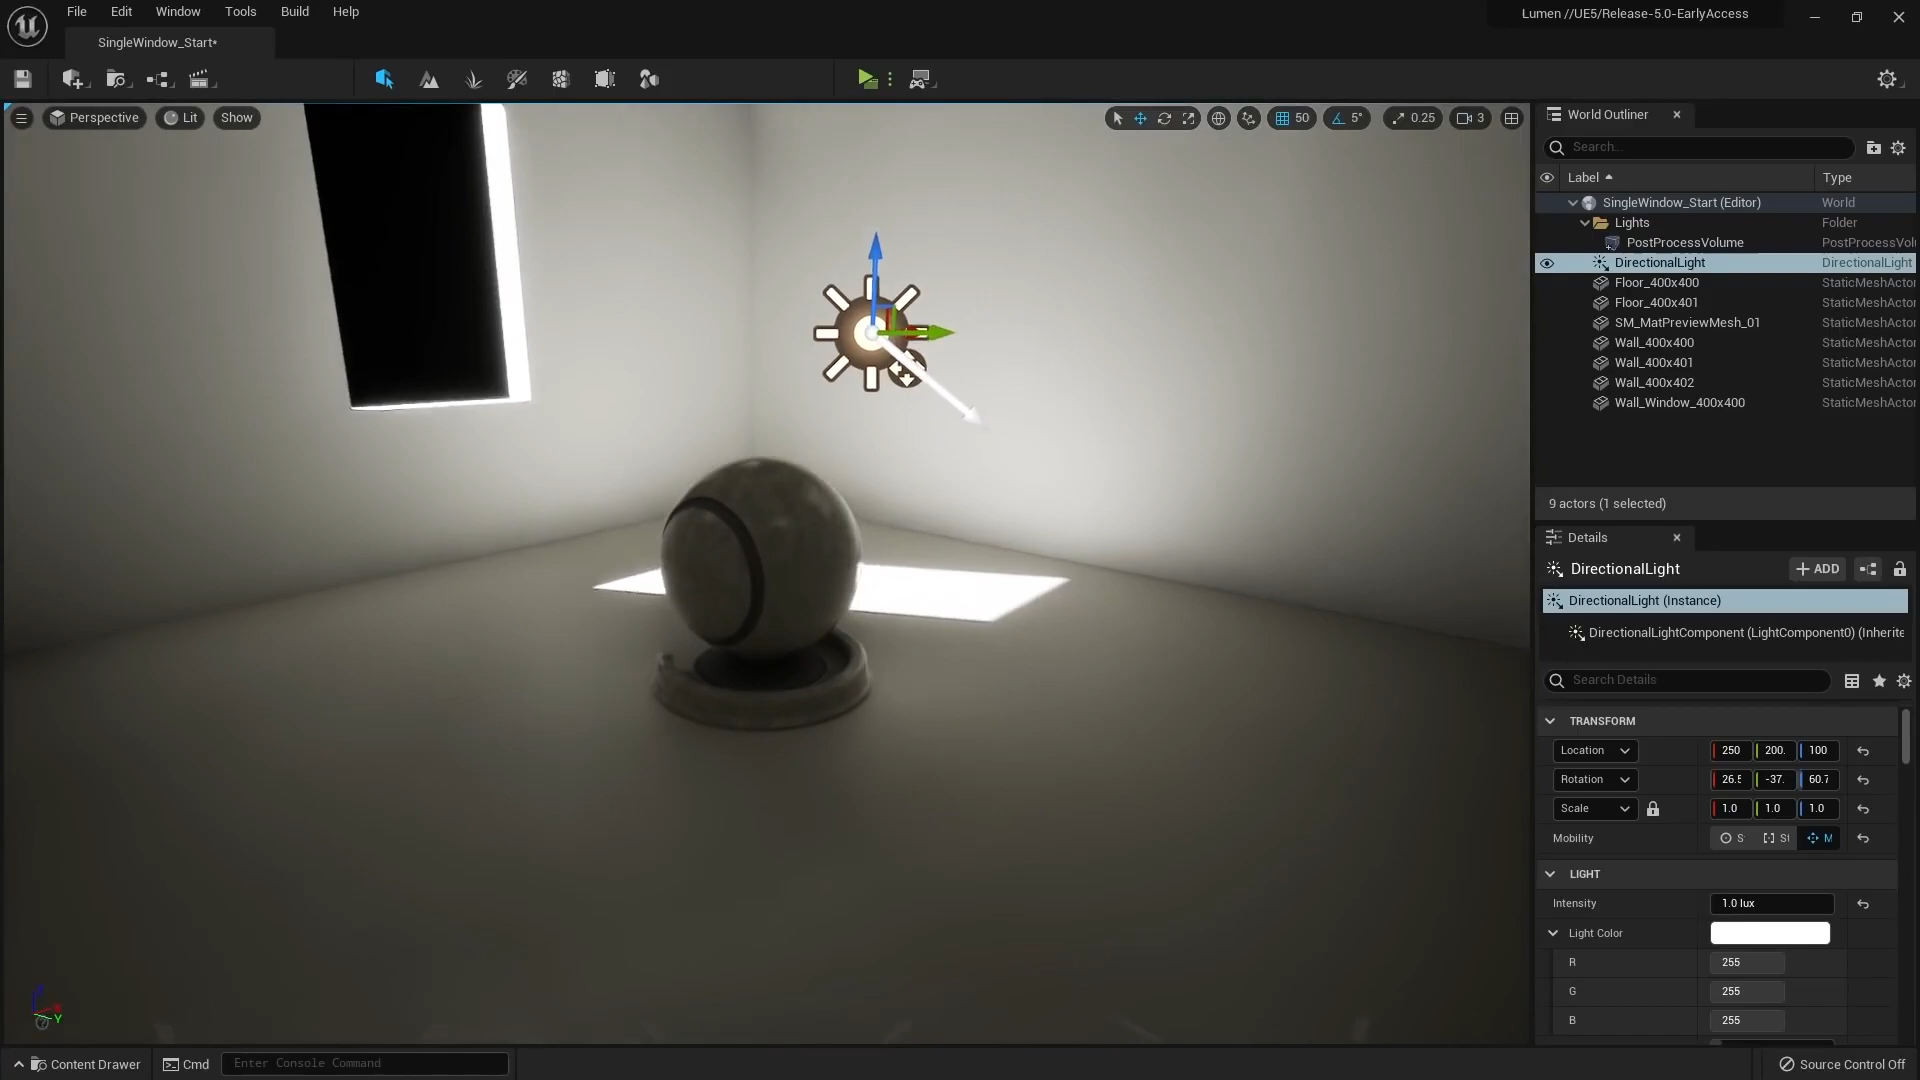 File Edit Window Tools Build Help
Lumen //UE5/Release-5.0-EarlyAccess
SingleWindow_Start*
Perspective Lit Show
50 5° 0.25 3
World Outliner
Search...
Label Type
SingleWindow_Start (Editor) World
Lights Folder
PostProcessVolume PostProcessVol
DirectionalLight DirectionalLight
Floor_400x400 StaticMeshActor
Floor_400x401 StaticMeshActor
SM_MatPreviewMesh_01 StaticMeshActor
Wall_400x400 StaticMeshActor
Wall_400x401 StaticMeshActor
Wall_400x402 StaticMeshActor
Wall_Window_400x400 StaticMeshActor
9 actors (1 selected)
Details
DirectionalLight + ADD
DirectionalLight (Instance)
DirectionalLightComponent (LightComponent0) (Inherite
Search Details
TRANSFORM
Location 250 200. 100
Rotation 26.5 -37. 60.7
Scale 1.0 1.0 1.0
Mobility S St M
LIGHT
Intensity 1.0 lux
Light Color
R 255
G 255
B 255
X
Y
Content Drawer Cmd Enter Console Command
Source Control Off